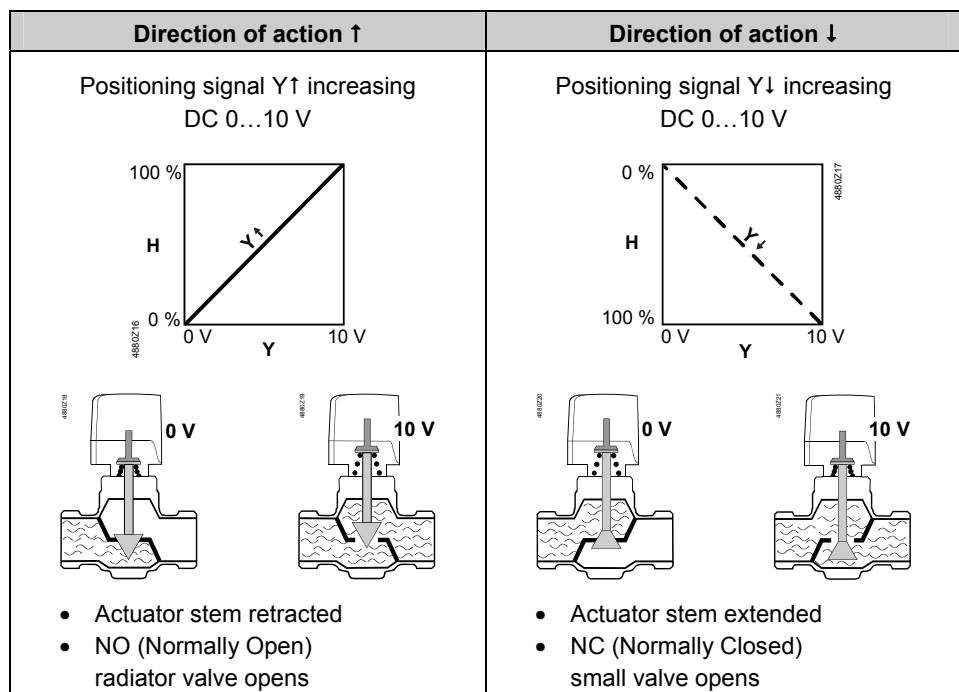 Direction of action ↑
Direction of action ↓
Positioning signal Y↑ increasing
DC 0…10 V
100 %
H
Y↑
0 %
0 V
10 V
Y
4880Z16
4880Z18
0 V
4880Z19
10 V
• Actuator stem retracted
• NO (Normally Open)
radiator valve opens
Positioning signal Y↓ increasing
DC 0…10 V
0 %
4880Z17
H
Y↓
100 %
0 V
10 V
Y
4880Z20
0 V
4880Z21
10 V
• Actuator stem extended
• NC (Normally Closed)
small valve opens